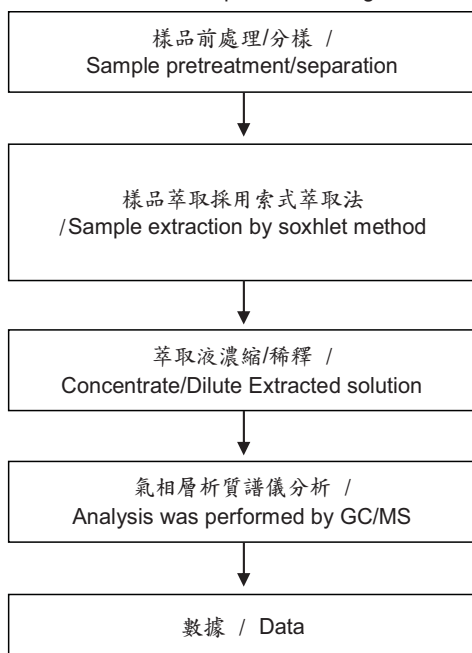 樣品前處理/分樣 /
Sample pretreatment/separation
樣品萃取採用索式萃取法
/Sample extraction by soxhlet method
萃取液濃縮/稀釋 /
Concentrate/Dilute Extracted solution
氣相層析質譜儀分析 /
Analysis was performed by GC/MS
數據 / Data